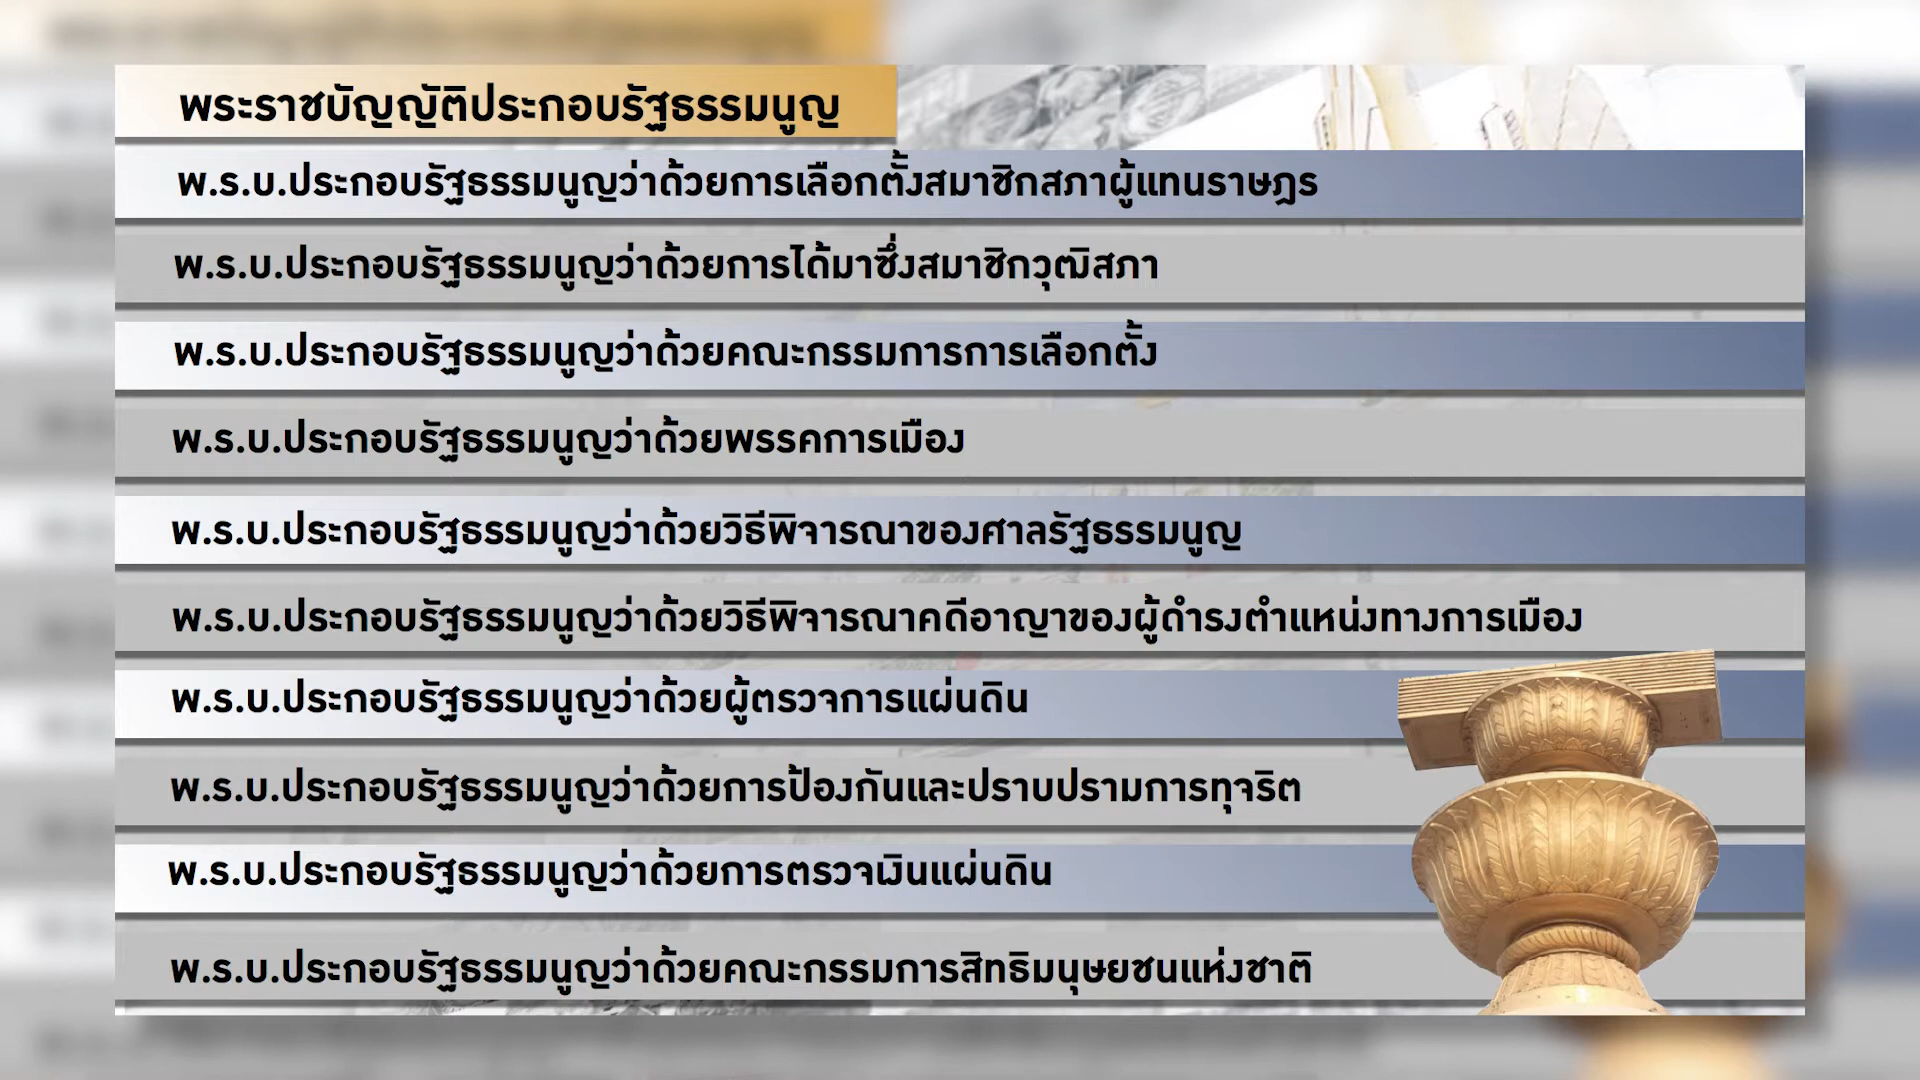 พระราชบัญญัติประกอบรัฐธรรมนูญ
พ.ร.บ.ประกอบรัฐธรรมนูญว่าด้วยการเลือกตั้งสมาชิกสภาผู้แทนราษฎร
พ.ร.บ.ประกอบรัฐธรรมนูญว่าด้วยการได้มาซึ่งสมาชิกวุฒิสภา
พ.ร.บ.ประกอบรัฐธรรมนูญว่าด้วยคณะกรรมการการเลือกตั้ง
พ.ร.บ.ประกอบรัฐธรรมนูญว่าด้วยพรรคการเมือง
พ.ร.บ.ประกอบรัฐธรรมนูญว่าด้วยวิธีพิจารณาของศาลรัฐธรรมนูญ
พ.ร.บ.ประกอบรัฐธรรมนูญว่าด้วยวิธีพิจารณาคดีอาญาของผู้ดำรงตำแหน่งทางการเมือง
พ.ร.บ.ประกอบรัฐธรรมนูญว่าด้วยผู้ตรวจการแผ่นดิน
พ.ร.บ.ประกอบรัฐธรรมนูญว่าด้วยการป้องกันและปราบปรามการทุจริต
พ.ร.บ.ประกอบรัฐธรรมนูญว่าด้วยการตรวจเงินแผ่นดิน
พ.ร.บ.ประกอบรัฐธรรมนูญว่าด้วยคณะกรรมการสิทธิมนุษยชนแห่งชาติ